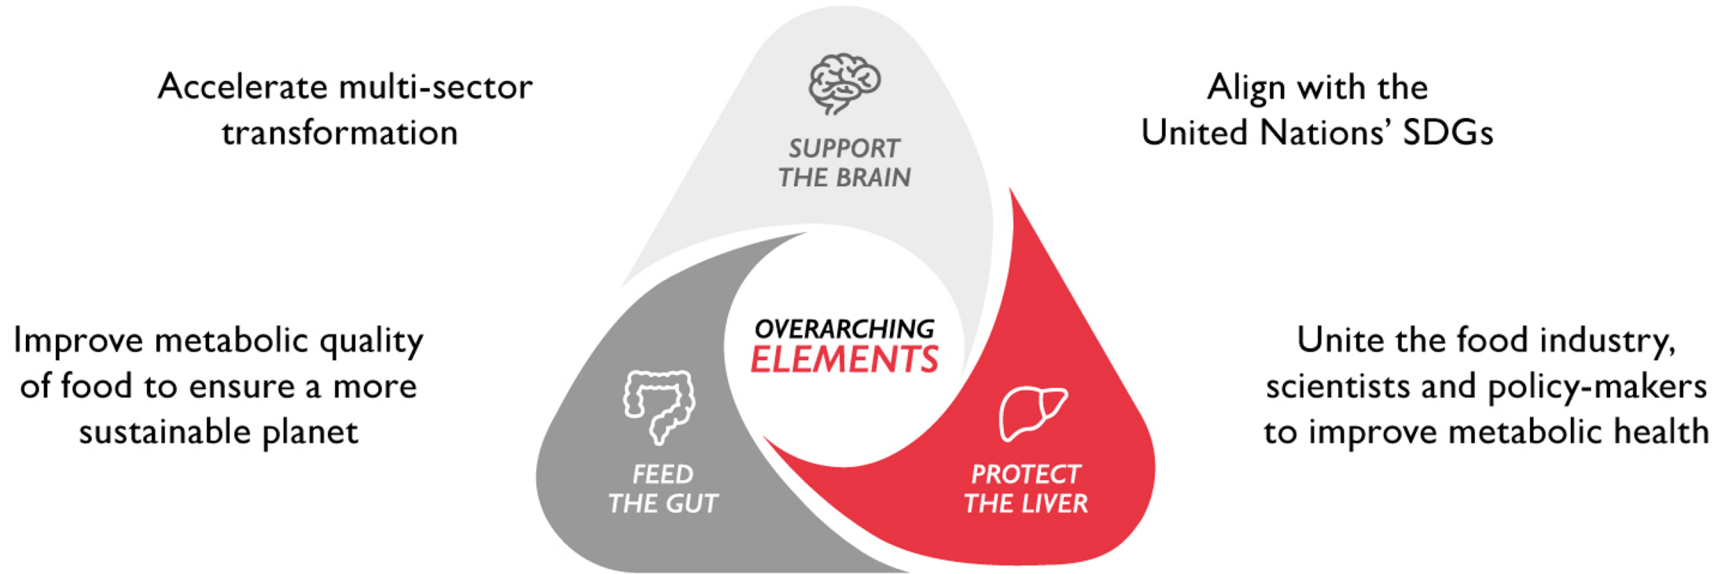 Accelerate multi-sector
transformation
Align with the
United Nations’ SDGs
SUPPORT
THE BRAIN
Improve metabolic quality
of food to ensure a more
sustainable planet
OVERARCHING
ELEMENTS
Unite the food industry,
scientists and policy-makers
to improve metabolic health
FEED
THE GUT
PROTECT
THE LIVER